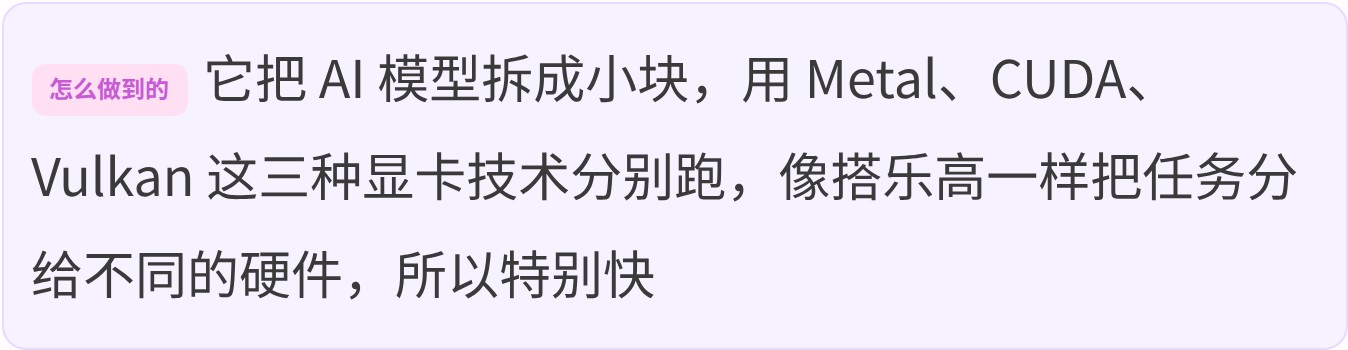 怎么做到的 它把 AI 模型拆成小块，用 Metal、CUDA、
Vulkan 这三种显卡技术分别跑，像搭乐高一样把任务分
给不同的硬件，所以特别快